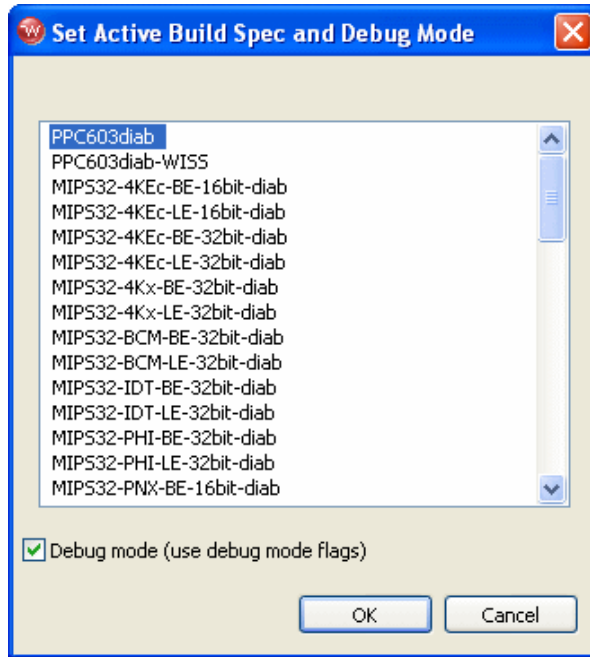 Set Active Build Spec and Debug Mode
PPC603diab
PPC603diab-WISS
MIPS32-4KEc-BE-16bit-diab
MIPS32-4KEc-LE-16bit-diab
MIPS32-4KEc-BE-32bit-diab
MIPS32-4KEc-LE-32bit-diab
MIPS32-4Kx-BE-32bit-diab
MIPS32-4Kx-LE-32bit-diab
MIPS32-BCM-BE-32bit-diab
MIPS32-BCM-LE-32bit-diab
MIPS32-IDT-BE-32bit-diab
MIPS32-IDT-LE-32bit-diab
MIPS32-PHI-BE-32bit-diab
MIPS32-PHI-LE-32bit-diab
MIPS32-PNX-BE-16bit-diab
Debug mode (use debug mode flags)
OK Cancel